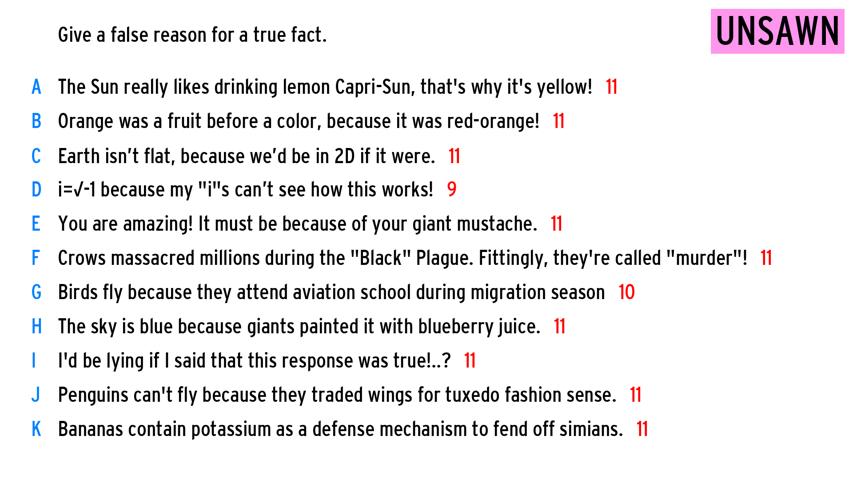 Give a false reason for a true fact.
UNSAWN
A The Sun really likes drinking lemon Capri-Sun, that's why it's yellow! 11
B Orange was a fruit before a color, because it was red-orange! 11
C Earth isn’t flat, because we’d be in 2D if it were. 11
D i=√-1 because my "i"s can’t see how this works! 9
E You are amazing! It must be because of your giant mustache. 11
F Crows massacred millions during the "Black" Plague. Fittingly, they're called "murder"! 11
G Birds fly because they attend aviation school during migration season 10
H The sky is blue because giants painted it with blueberry juice. 11
I I'd be lying if I said that this response was true!..? 11
J Penguins can't fly because they traded wings for tuxedo fashion sense. 11
K Bananas contain potassium as a defense mechanism to fend off simians. 11